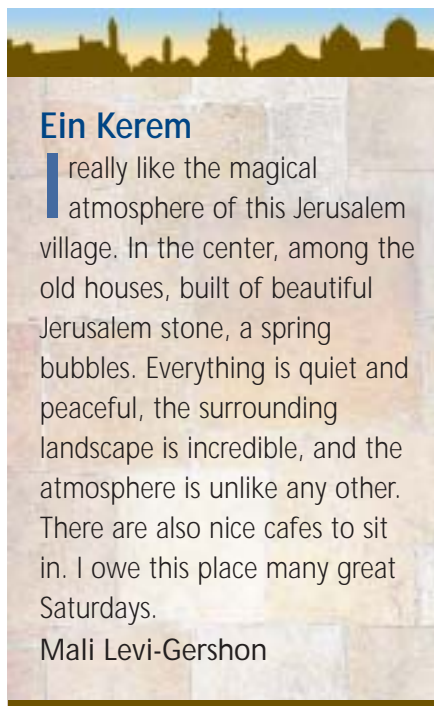 Ein Kerem
I really like the magical
atmosphere of this Jerusalem
village. In the center, among the
old houses, built of beautiful
Jerusalem stone, a spring
bubbles. Everything is quiet and
peaceful, the surrounding
landscape is incredible, and the
atmosphere is unlike any other.
There are also nice cafes to sit
in. I owe this place many great
Saturdays.
Mali Levi-Gershon